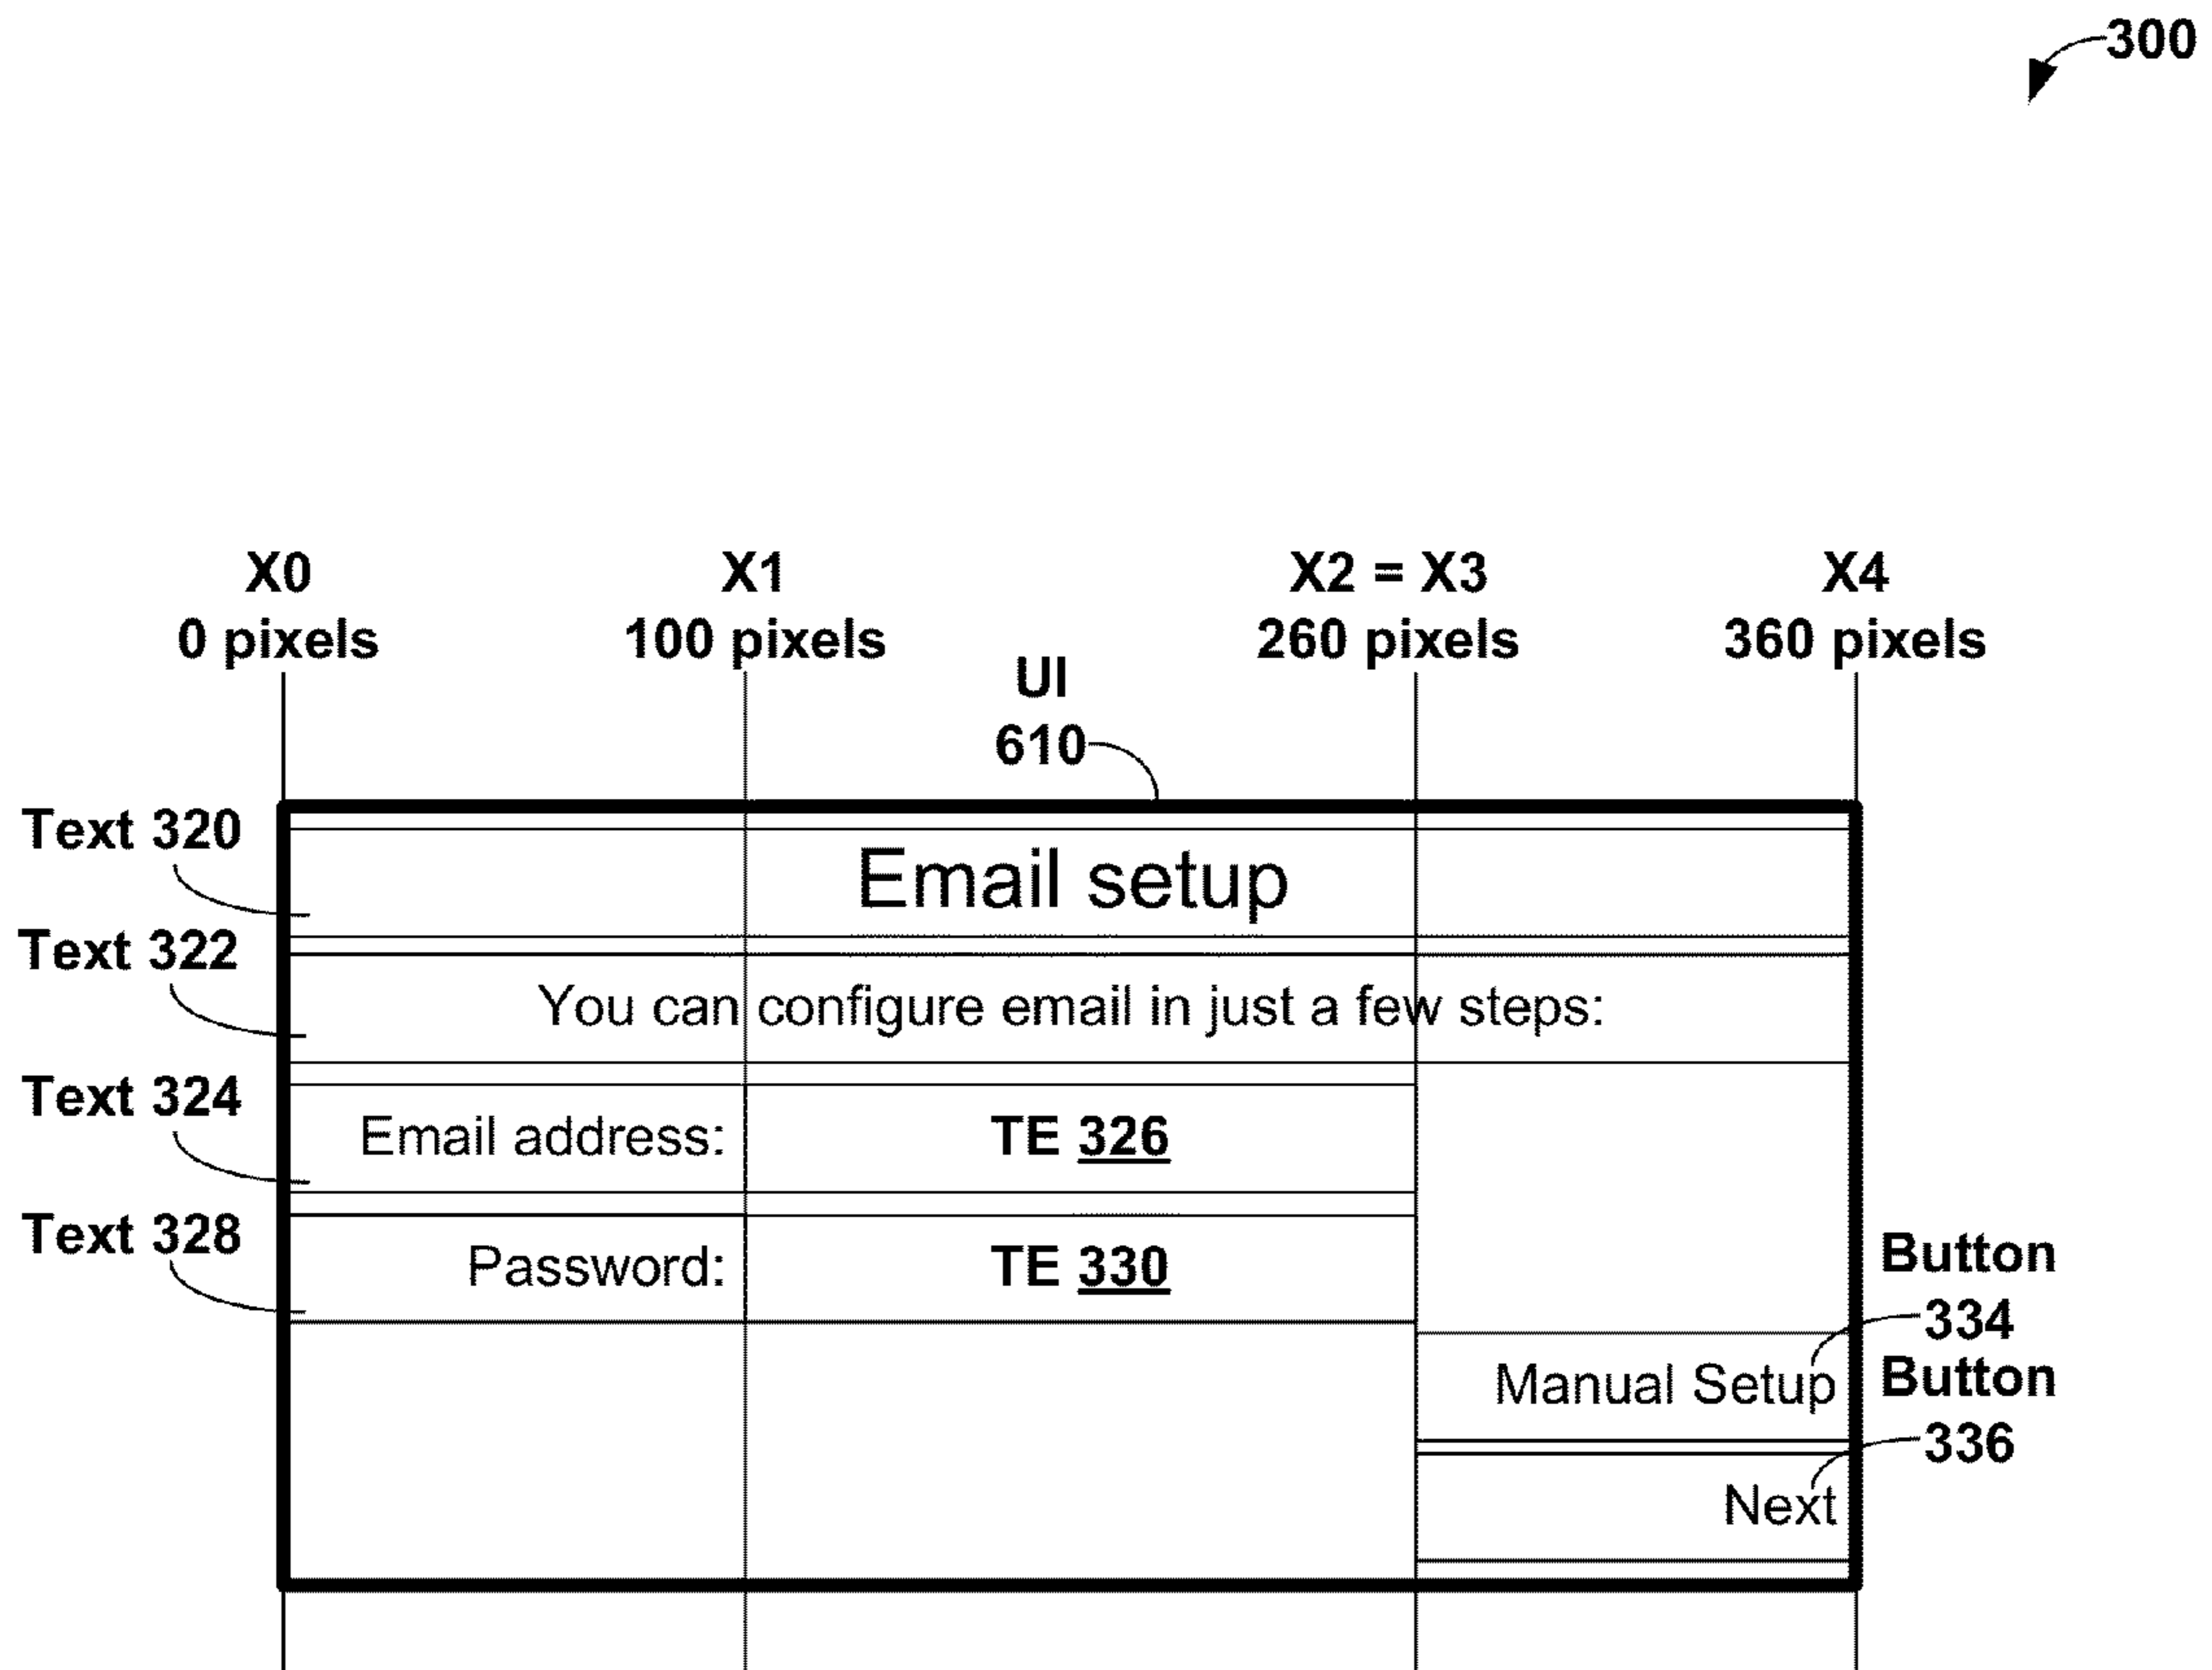 300
X0 X1 X2 = X3 X4
0 pixels 100 pixels 260 pixels 360 pixels
UI
610
Text 320
Email setup
Text 322
You can configure email in just a few steps:
Text 324
Email address: TE 326
Text 328
Password: TE 330
Button
334
Manual Setup
Button
336
Next